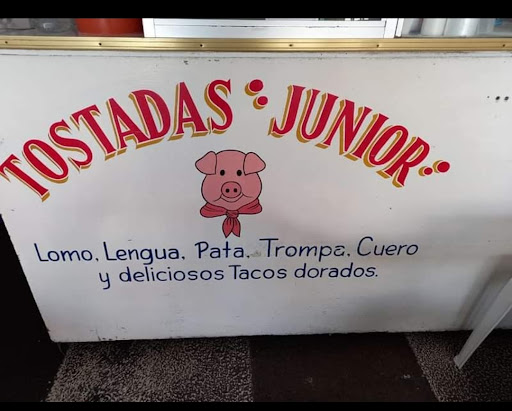 TOSTADAS JUNIOR
Lomo, Lengua, Pata, Trompa, Cuero
y deliciosos Tacos dorados.